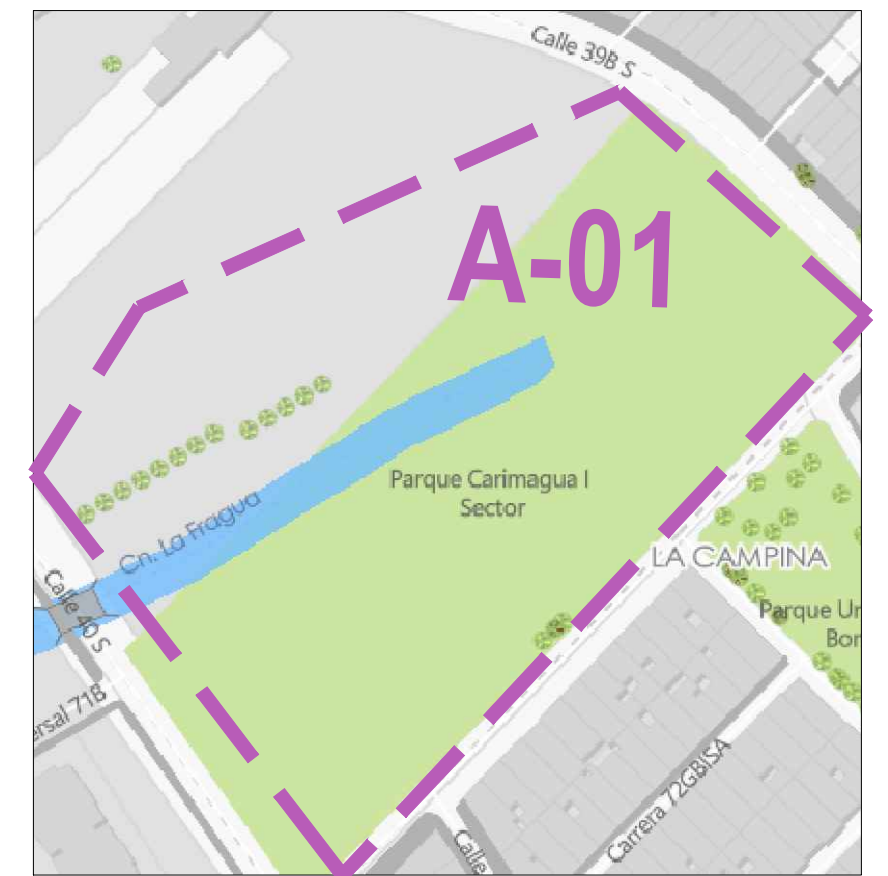 Calle 39B S
A-01
Parque Carimagua I
Sector
Cn. La Fragua
LA CAMPINA
Calle 40 S
Parque Ur
Bor
ersal 71B
Carrera 72GBISA
Calle